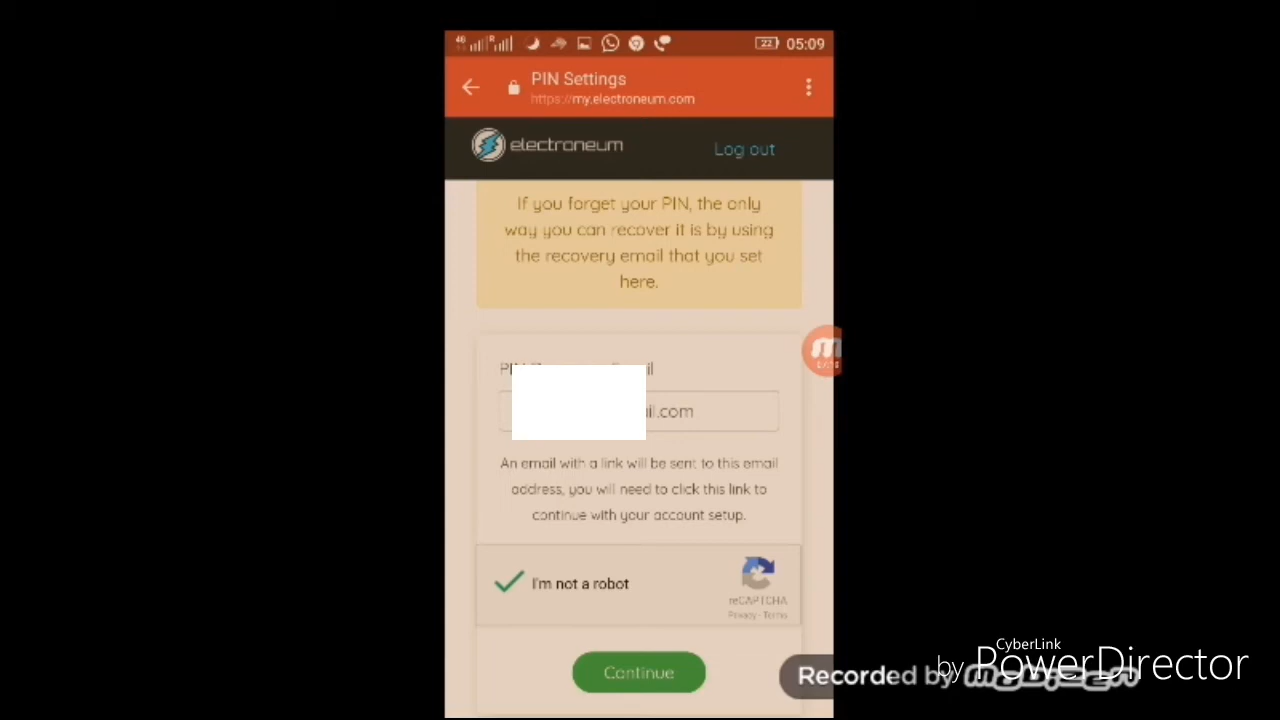 4G R 22 05:09
PIN Settings
https://my.electroneum.com
electroneum
Log out
If you forget your PIN, the only
way you can recover it is by using
the recovery email that you set
here.
il.com
An email with a link will be sent to this email
address, you will need to click this link to
continue with your account setup.
I'm not a robot
reCAPTCHA
Privacy - Terms
Continue
CyberLink
by PowerDirector
Recorded by